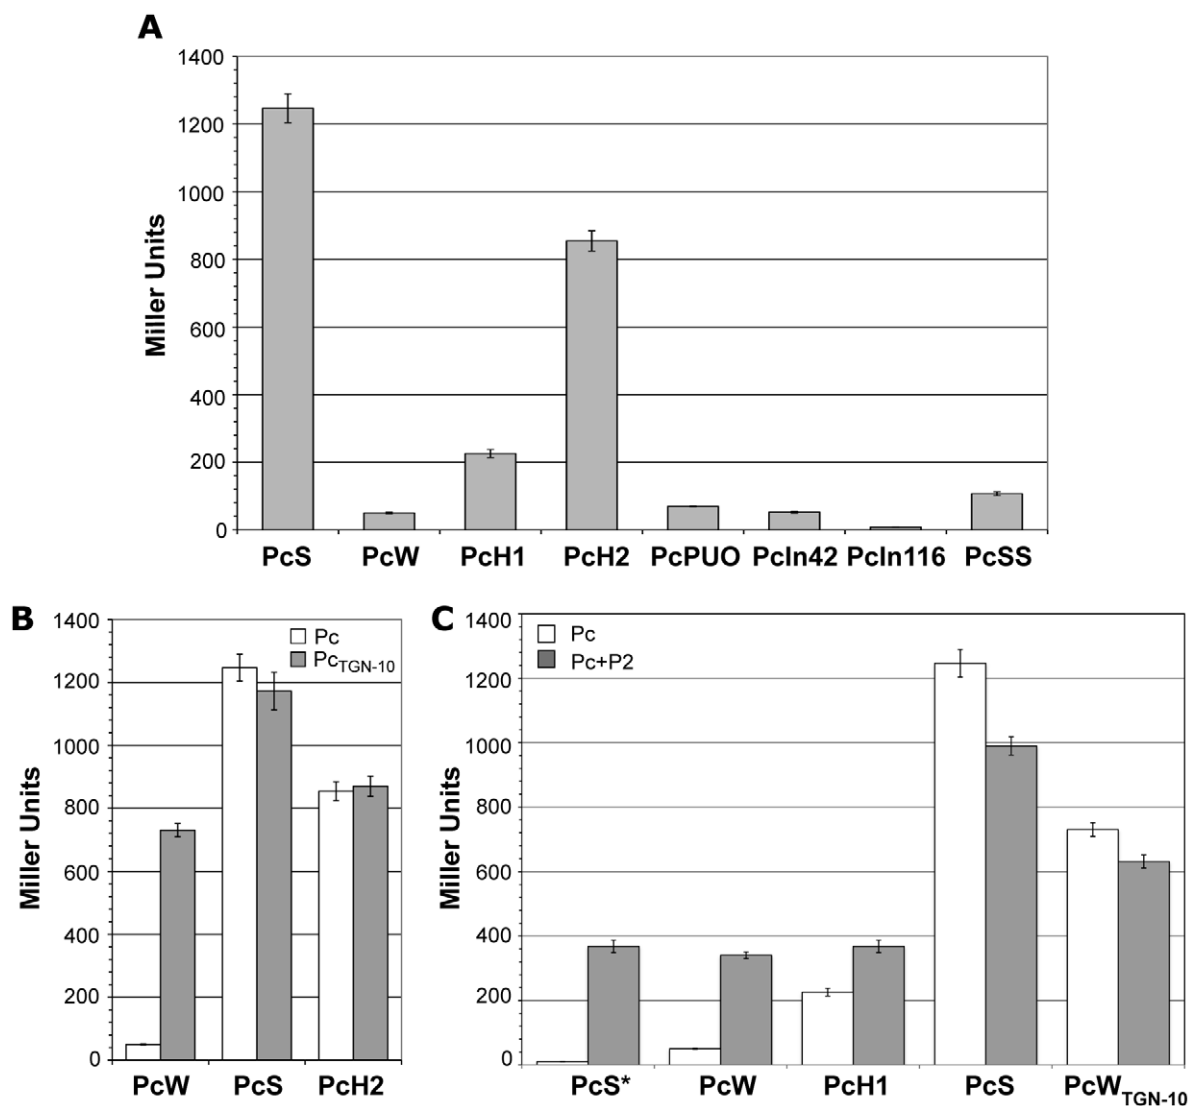 A
1400
1200
1000
800
600
400
200
0
Miller Units
PcS PcW PcH1 PcH2 PcPUO PcIn42 PcIn116 PcSS
B
1400
1200
1000
800
600
400
200
0
Miller Units
Pc
PcTGN-10
PcW PcS PcH2
C
1400
1200
1000
800
600
400
200
0
Miller Units
Pc
Pc+P2
PcS* PcW PcH1 PcS PcWTGN-10